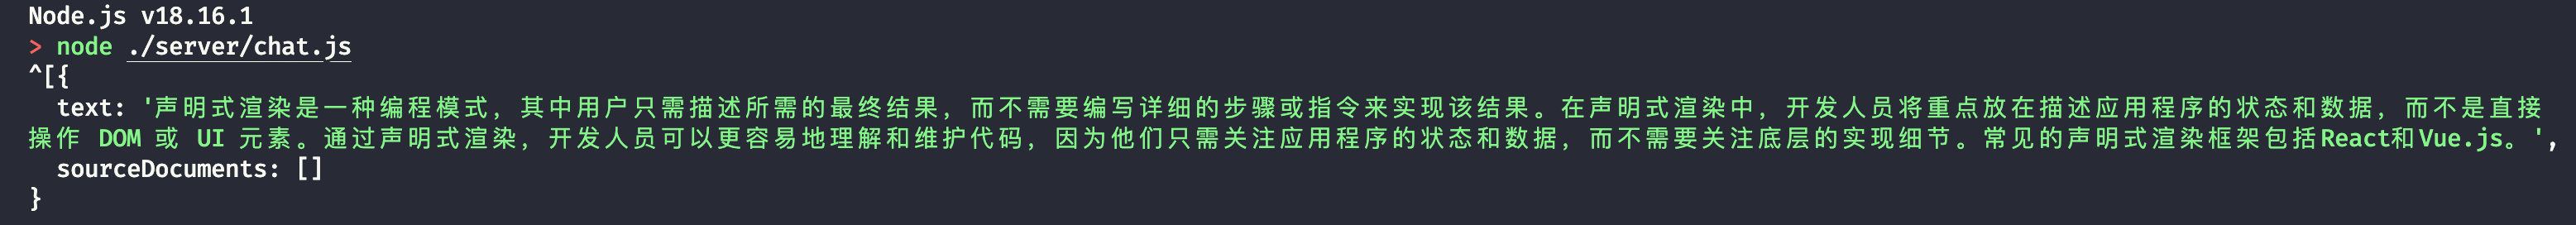 Node.js v18.16.1
> node ./server/chat.js
^[{
  text: '声明式渲染是一种编程模式，其中用户只需描述所需的最终结果，而不需要编写详细的步骤或指令来实现该结果。在声明式渲染中，开发人员将重点放在描述应用程序的状态和数据，而不是直接
操作 DOM 或 UI 元素。通过声明式渲染，开发人员可以更容易地理解和维护代码，因为他们只需关注应用程序的状态和数据，而不需要关注底层的实现细节。常见的声明式渲染框架包括React和Vue.js。',
  sourceDocuments: []
}